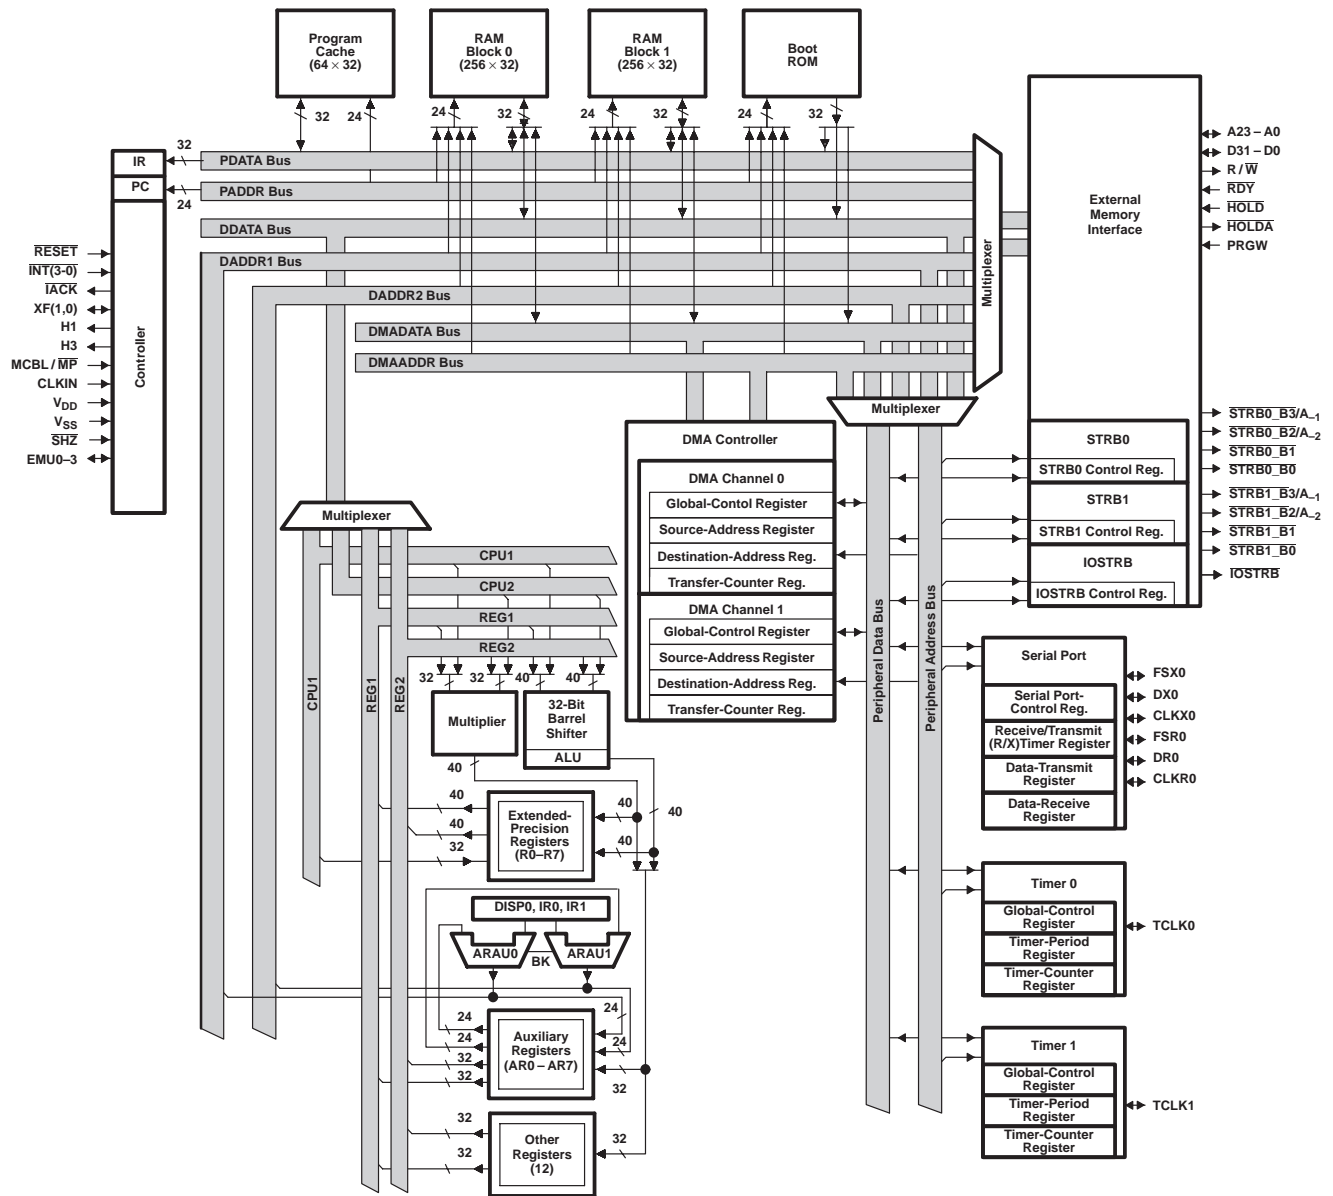 Program
Cache
(64 × 32)
RAM
Block 0
(256 × 32)
RAM
Block 1
(256 × 32)
Boot
ROM
32
24
24
32
24
32
24
32
IR
32
PDATA Bus
PC
24
PADDR Bus
DDATA Bus
DADDR1 Bus
DADDR2 Bus
DMADATA Bus
DMAADDR Bus
Multiplexer
External
Memory
Interface
A23 – A0
D31 – D0
R / W
RDY
HOLD
HOLDA
PRGW
RESET
INT(3-0)
IACK
XF(1,0)
H1
H3
MCBL / MP
CLKIN
VDD
VSS
SHZ
EMU0–3
Controller
Multiplexer
DMA Controller
DMA Channel 0
Global-Contol Register
Source-Address Register
Destination-Address Reg.
Transfer-Counter Reg.
DMA Channel 1
Global-Control Register
Source-Address Register
Destination-Address Reg.
Transfer-Counter Reg.
Peripheral Data Bus
Peripheral Address Bus
STRB0
STRB0 Control Reg.
STRB1
STRB1 Control Reg.
IOSTRB
IOSTRB Control Reg.
STRB0_B3/A–1
STRB0_B2/A–2
STRB0_B1
STRB0_B0
STRB1_B3/A–1
STRB1_B2/A–2
STRB1_B1
STRB1_B0
IOSTRB
Multiplexer
CPU1
CPU2
REG1
REG2
CPU1
REG1
REG2
32
32
40
40
Multiplier
32-Bit
Barrel
Shifter
ALU
40
40
40
40
32
Extended-
Precision
Registers
(R0–R7)
40
40
DISP0, IR0, IR1
ARAU0
BK
ARAU1
24
24
32
32
Auxiliary
Registers
(AR0 – AR7)
24
24
32
32
32
Other
Registers
(12)
32
Serial Port
Serial Port-
Control Reg.
Receive/Transmit
(R/X)Timer Register
Data-Transmit
Register
Data-Receive
Register
FSX0
DX0
CLKX0
FSR0
DR0
CLKR0
Timer 0
Global-Control
Register
Timer-Period
Register
Timer-Counter
Register
TCLK0
Timer 1
Global-Control
Register
Timer-Period
Register
Timer-Counter
Register
TCLK1